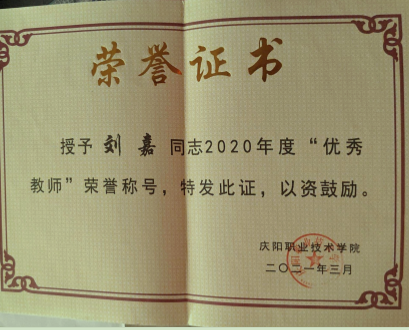 荣誉证书
授予 刘 嘉 同志2020年度“优秀
教师”荣誉称号，特发此证，以资鼓励。
庆阳职业技术学院
二〇二一年三月